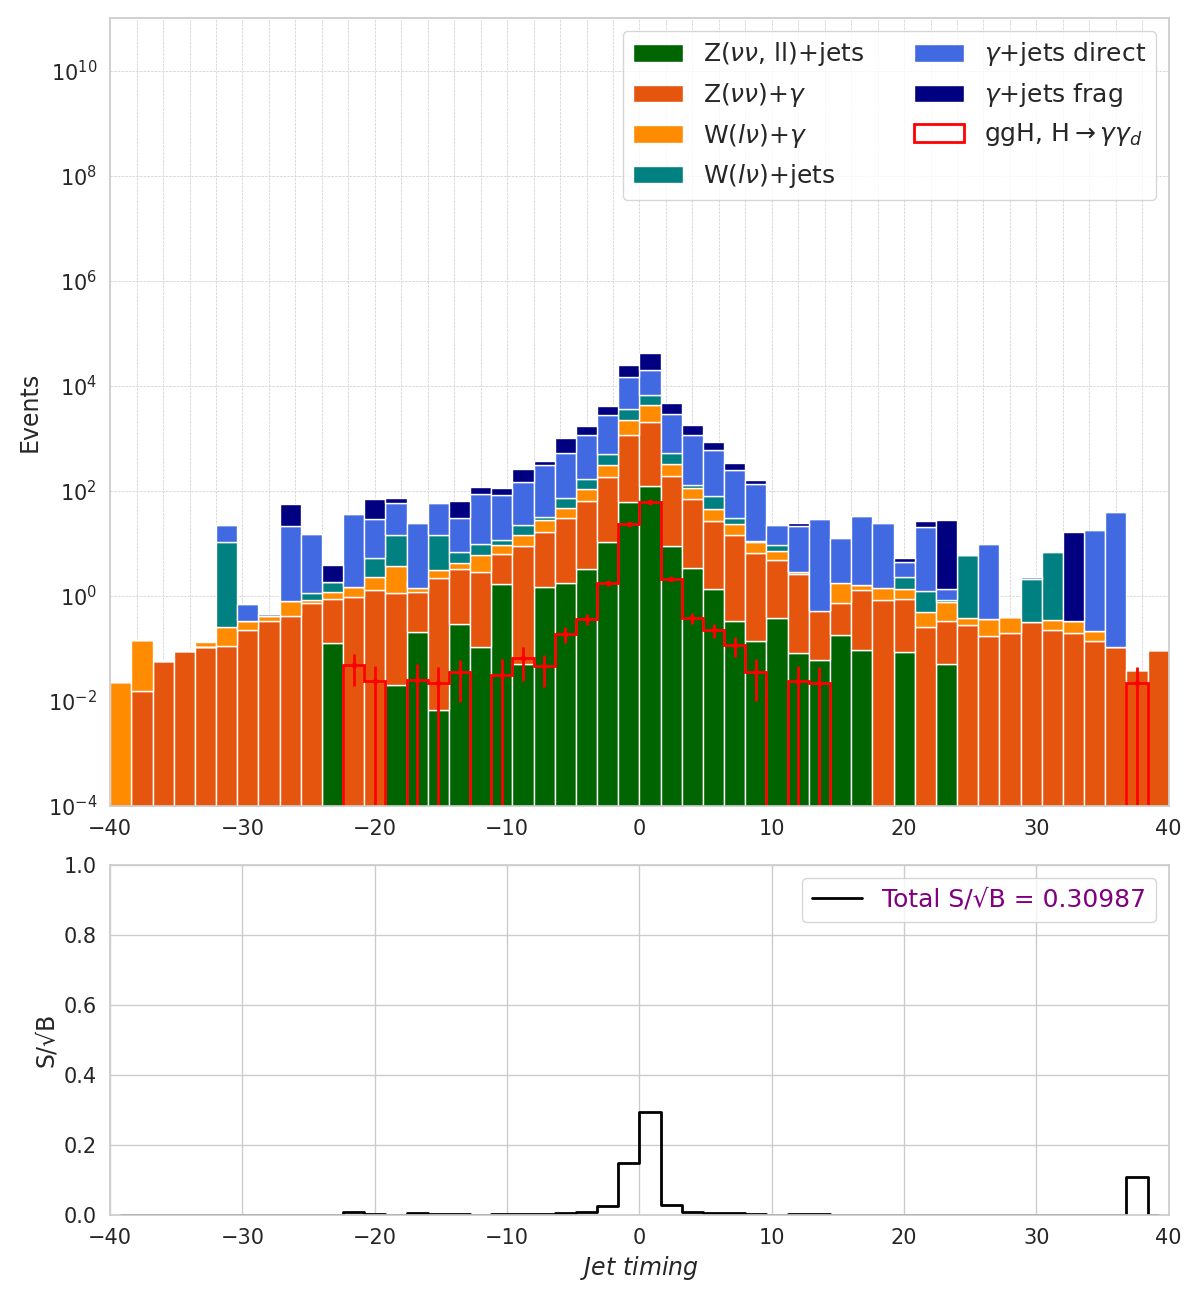 Z(νν, ll)+jets
Z(νν)+γ
W(lν)+γ
W(lν)+jets
γ+jets direct
γ+jets frag
ggH, H→γγ_d
Events
10^10
10^8
10^6
10^4
10^2
10^0
10^−2
10^−4
−40 −30 −20 −10 0 10 20 30 40
Total S/√B = 0.30987
S/√B
1.0
0.8
0.6
0.4
0.2
0.0
−40 −30 −20 −10 0 10 20 30 40
Jet timing